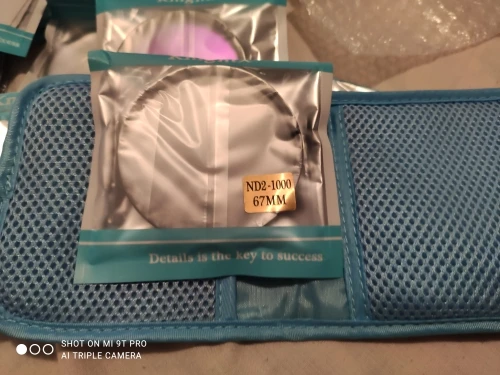 ND2-1000
67MM
Details is the key to success
SHOT ON MI 9T PRO
AI TRIPLE CAMERA